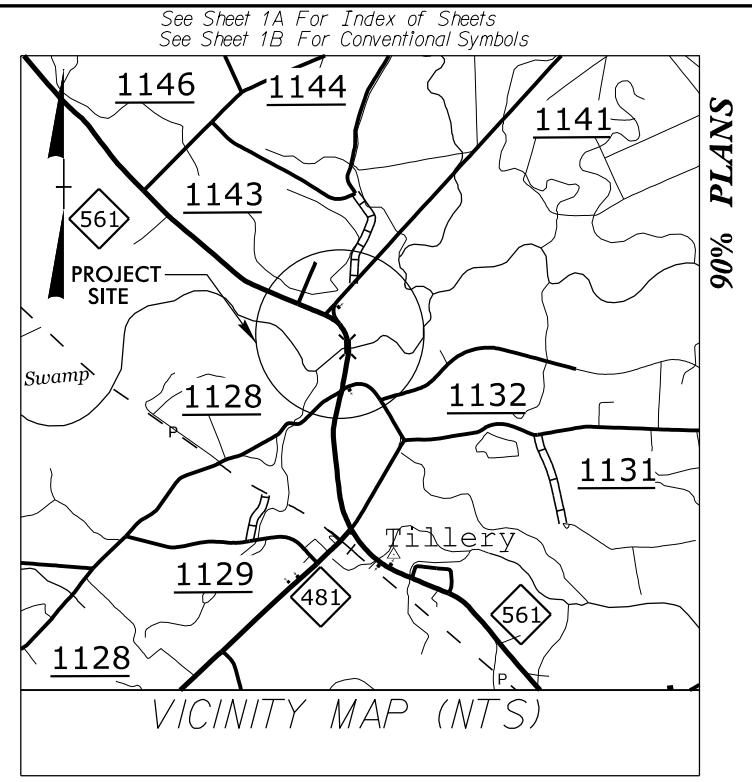 See Sheet 1A For Index of Sheets
See Sheet 1B For Conventional Symbols
1146
1144
1141
90% PLANS
1143
561
PROJECT
SITE
Swamp
1128
1132
P
1131
Tillery
1129
481
561
1128
P
VICINITY MAP (NTS)